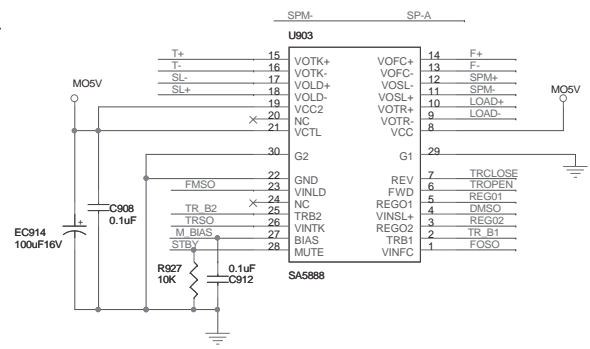 SPM- SP-A
U903
T+ 15 VOTK+ VOFC+ 14 F+
T- 16 VOTK- VOFC- 13 F-
SL- 17 VOLD+ VOSL- 12 SPM+
SL+ 18 VOLD- VOSL+ 11 SPM-
MO5V 19 VCC2 VOTR+ 10 LOAD+ MO5V
20 NC VOTR- 9 LOAD-
21 VCTL VCC 8
30 G2 G1 29
22 GND REV 7 TRCLOSE
FMSO 23 VINLD FWD 6 TROPEN
24 NC REGO1 5 REG01
C908 TR_B2 25 TRB2 VINSL+ 4 DMSO
0.1uF TRSO 26 VINTK REGO2 3 REG02
EC914 M_BIAS 27 BIAS TRB1 2 TR_B1
100uF16V STBY 28 MUTE VINFC 1 FOSO
+
R927 0.1uF SA5888
10K C912